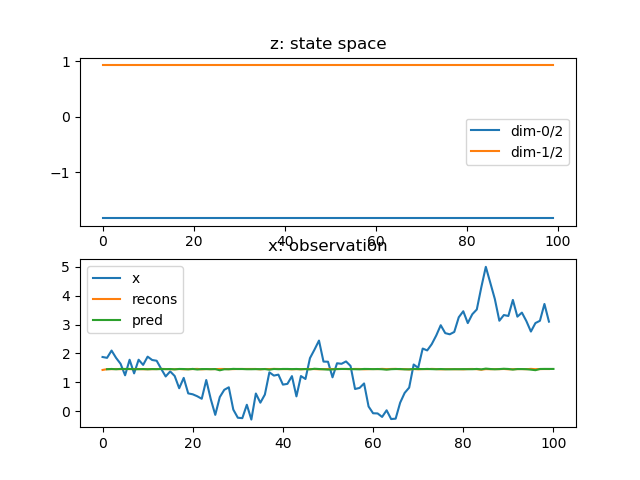 z: state space
1
0
−1
dim-0/2
dim-1/2
0 20 40 60 80 100
x: observation
5
4
3
2
1
0
x
recons
pred
0 20 40 60 80 100